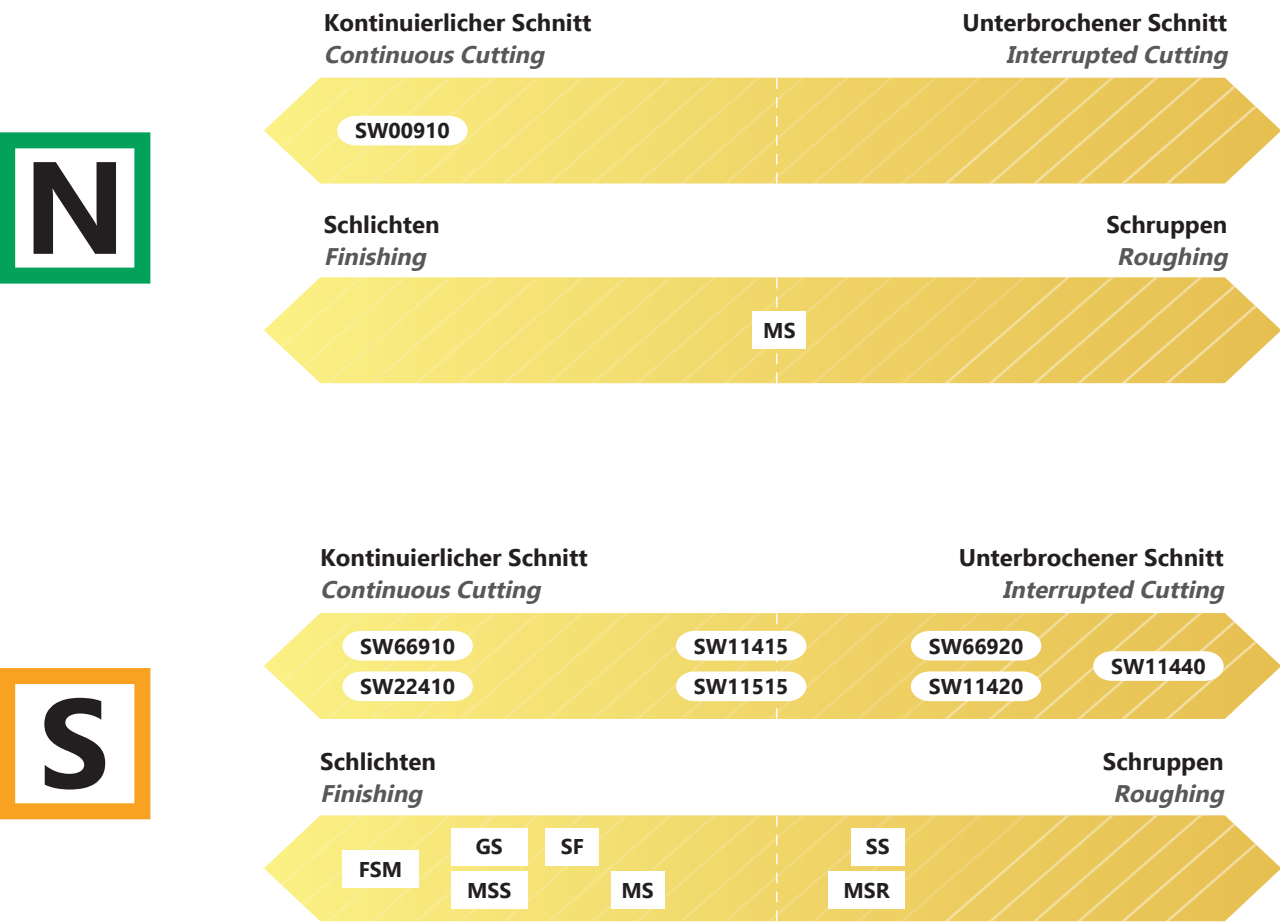 Kontinuierlicher Schnitt
Continuous Cutting
Unterbrochener Schnitt
Interrupted Cutting
SW00910
N
Schlichten
Finishing
Schruppen
Roughing
MS
Kontinuierlicher Schnitt
Continuous Cutting
Unterbrochener Schnitt
Interrupted Cutting
SW66910
SW11415
SW66920
SW11440
SW22410
SW11515
SW11420
S
Schlichten
Finishing
Schruppen
Roughing
GS
SF
SS
FSM
MSS
MS
MSR